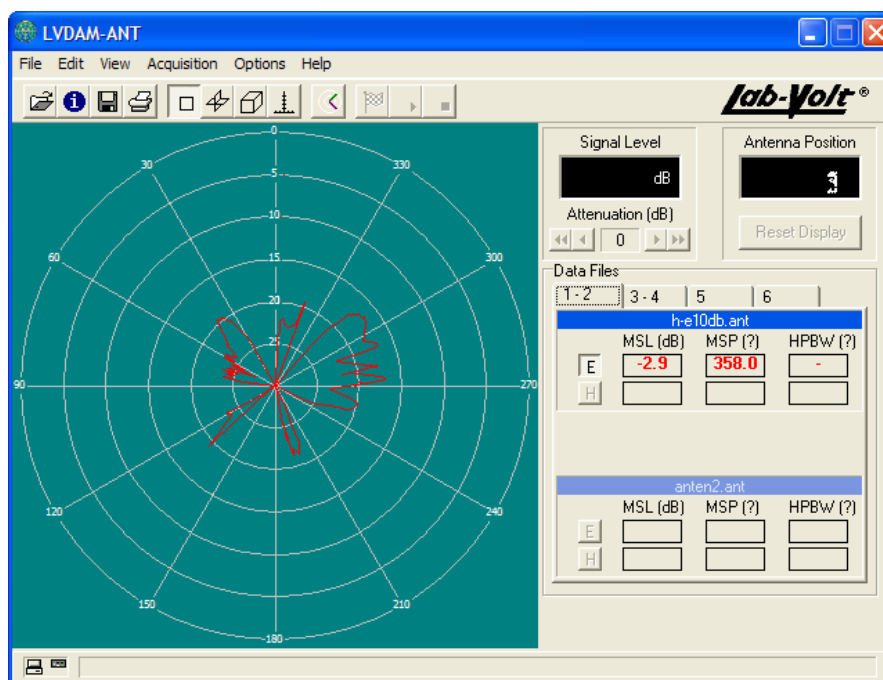 LVDAM-ANT
File Edit View Acquisition Options Help
Lab-Volt ®
0
30
330
5
10
60
15
300
20
25
90
270
120
240
150
210
180
Signal Level
dB
Attenuation (dB)
0
Antenna Position
Reset Display
Data Files
1 - 2 3 - 4 5 6
h-e10db.ant
MSL (dB) MSP (?) HPBW (?)
E -2.9 358.0 -
H
anten2.ant
MSL (dB) MSP (?) HPBW (?)
E
H